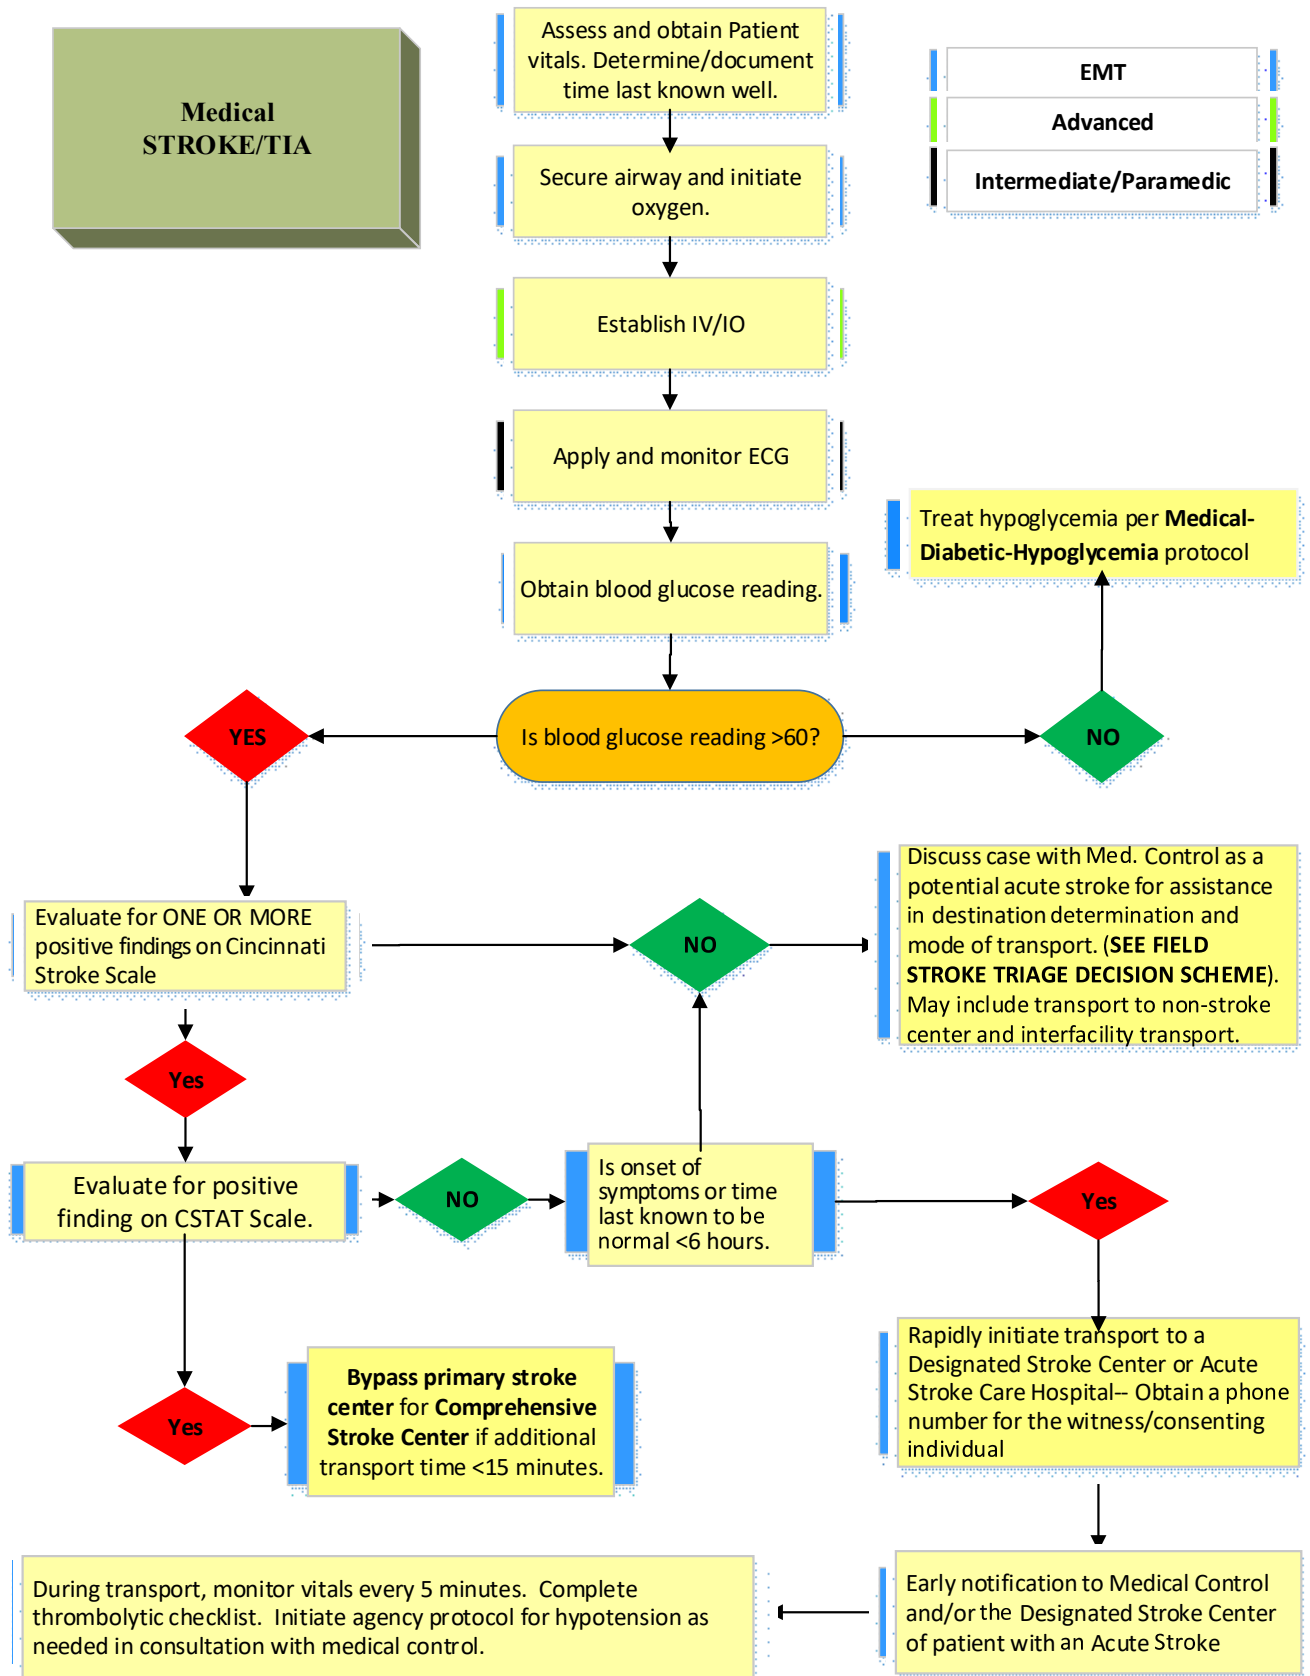 Medical
STROKE/TIA
Assess and obtain Patient
vitals. Determine/document
time last known well.
EMT
Advanced
Intermediate/Paramedic
Secure airway and initiate
oxygen.
Establish IV/IO
Apply and monitor ECG
Treat hypoglycemia per Medical-
Diabetic-Hypoglycemia protocol
Obtain blood glucose reading.
YES
Is blood glucose reading >60?
NO
Evaluate for ONE OR MORE
positive findings on Cincinnati
Stroke Scale
NO
Discuss case with Med. Control as a
potential acute stroke for assistance
in destination determination and
mode of transport. (SEE FIELD
STROKE TRIAGE DECISION SCHEME).
May include transport to non-stroke
center and interfacility transport.
Yes
Evaluate for positive
finding on CSTAT Scale.
NO
Is onset of
symptoms or time
last known to be
normal <6 hours.
Yes
Yes
Bypass primary stroke
center for Comprehensive
Stroke Center if additional
transport time <15 minutes.
Rapidly initiate transport to a
Designated Stroke Center or Acute
Stroke Care Hospital-- Obtain a phone
number for the witness/consenting
individual
Early notification to Medical Control
and/or the Designated Stroke Center
of patient with an Acute Stroke
During transport, monitor vitals every 5 minutes.  Complete
thrombolytic checklist.  Initiate agency protocol for hypotension as
needed in consultation with medical control.